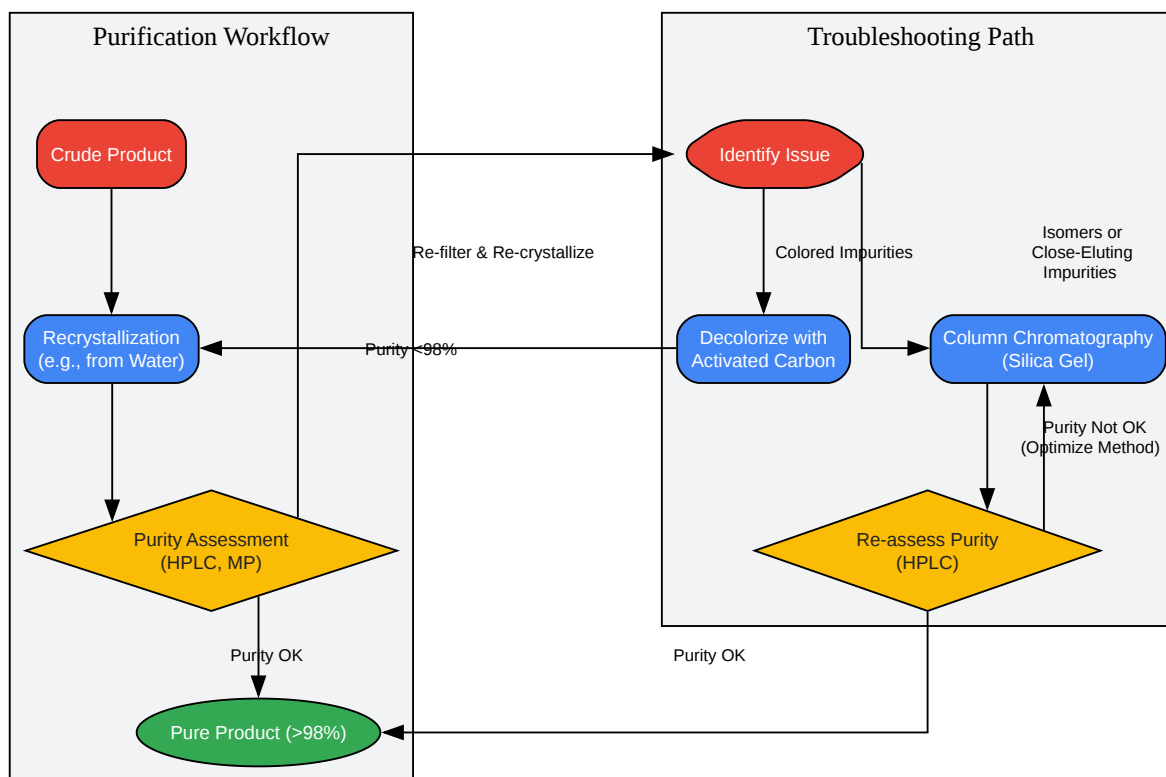 Purification Workflow
Troubleshooting Path
Crude Product
Identify Issue
Re-filter & Re-crystallize
Colored Impurities
Isomers or
Close-Eluting
Impurities
Recrystallization
(e.g., from Water)
Purity <98%
Decolorize with
Activated Carbon
Column Chromatography
(Silica Gel)
Purity Not OK
(Optimize Method)
Purity Assessment
(HPLC, MP)
Re-assess Purity
(HPLC)
Purity OK
Purity OK
Pure Product (>98%)